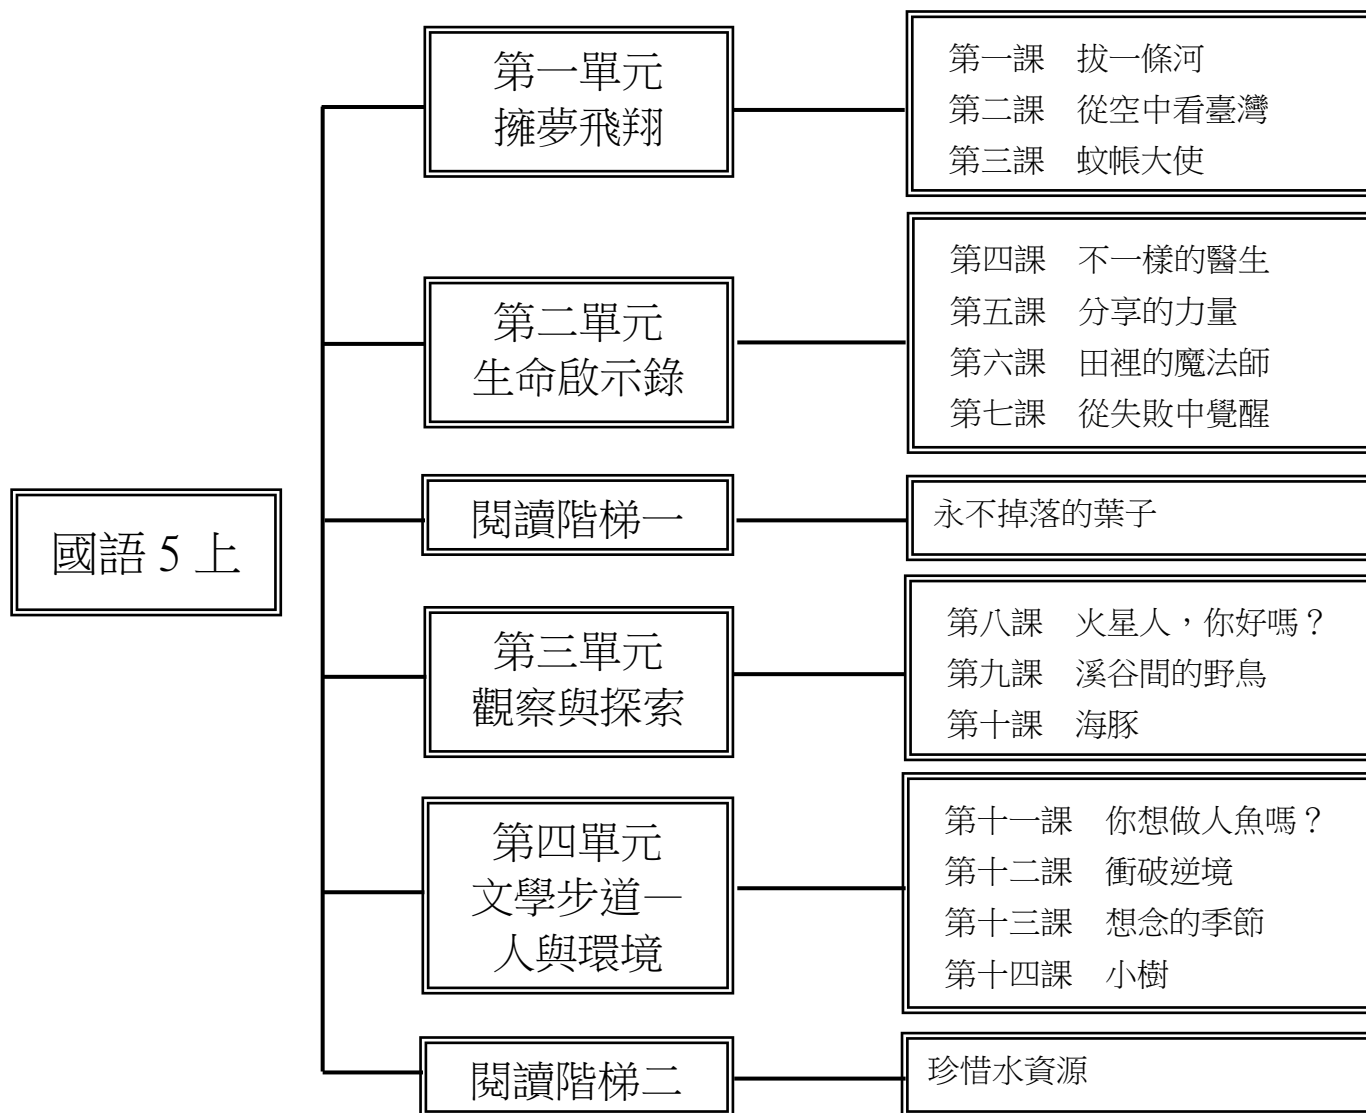 國語 5 上
第一單元
擁夢飛翔
第一課　拔一條河
第二課　從空中看臺灣
第三課　蚊帳大使
第二單元
生命啟示錄
第四課　不一樣的醫生
第五課　分享的力量
第六課　田裡的魔法師
第七課　從失敗中覺醒
閱讀階梯一
永不掉落的葉子
第三單元
觀察與探索
第八課　火星人，你好嗎？
第九課　溪谷間的野鳥
第十課　海豚
第四單元
文學步道—
人與環境
第十一課　你想做人魚嗎？
第十二課　衝破逆境
第十三課　想念的季節
第十四課　小樹
閱讀階梯二
珍惜水資源